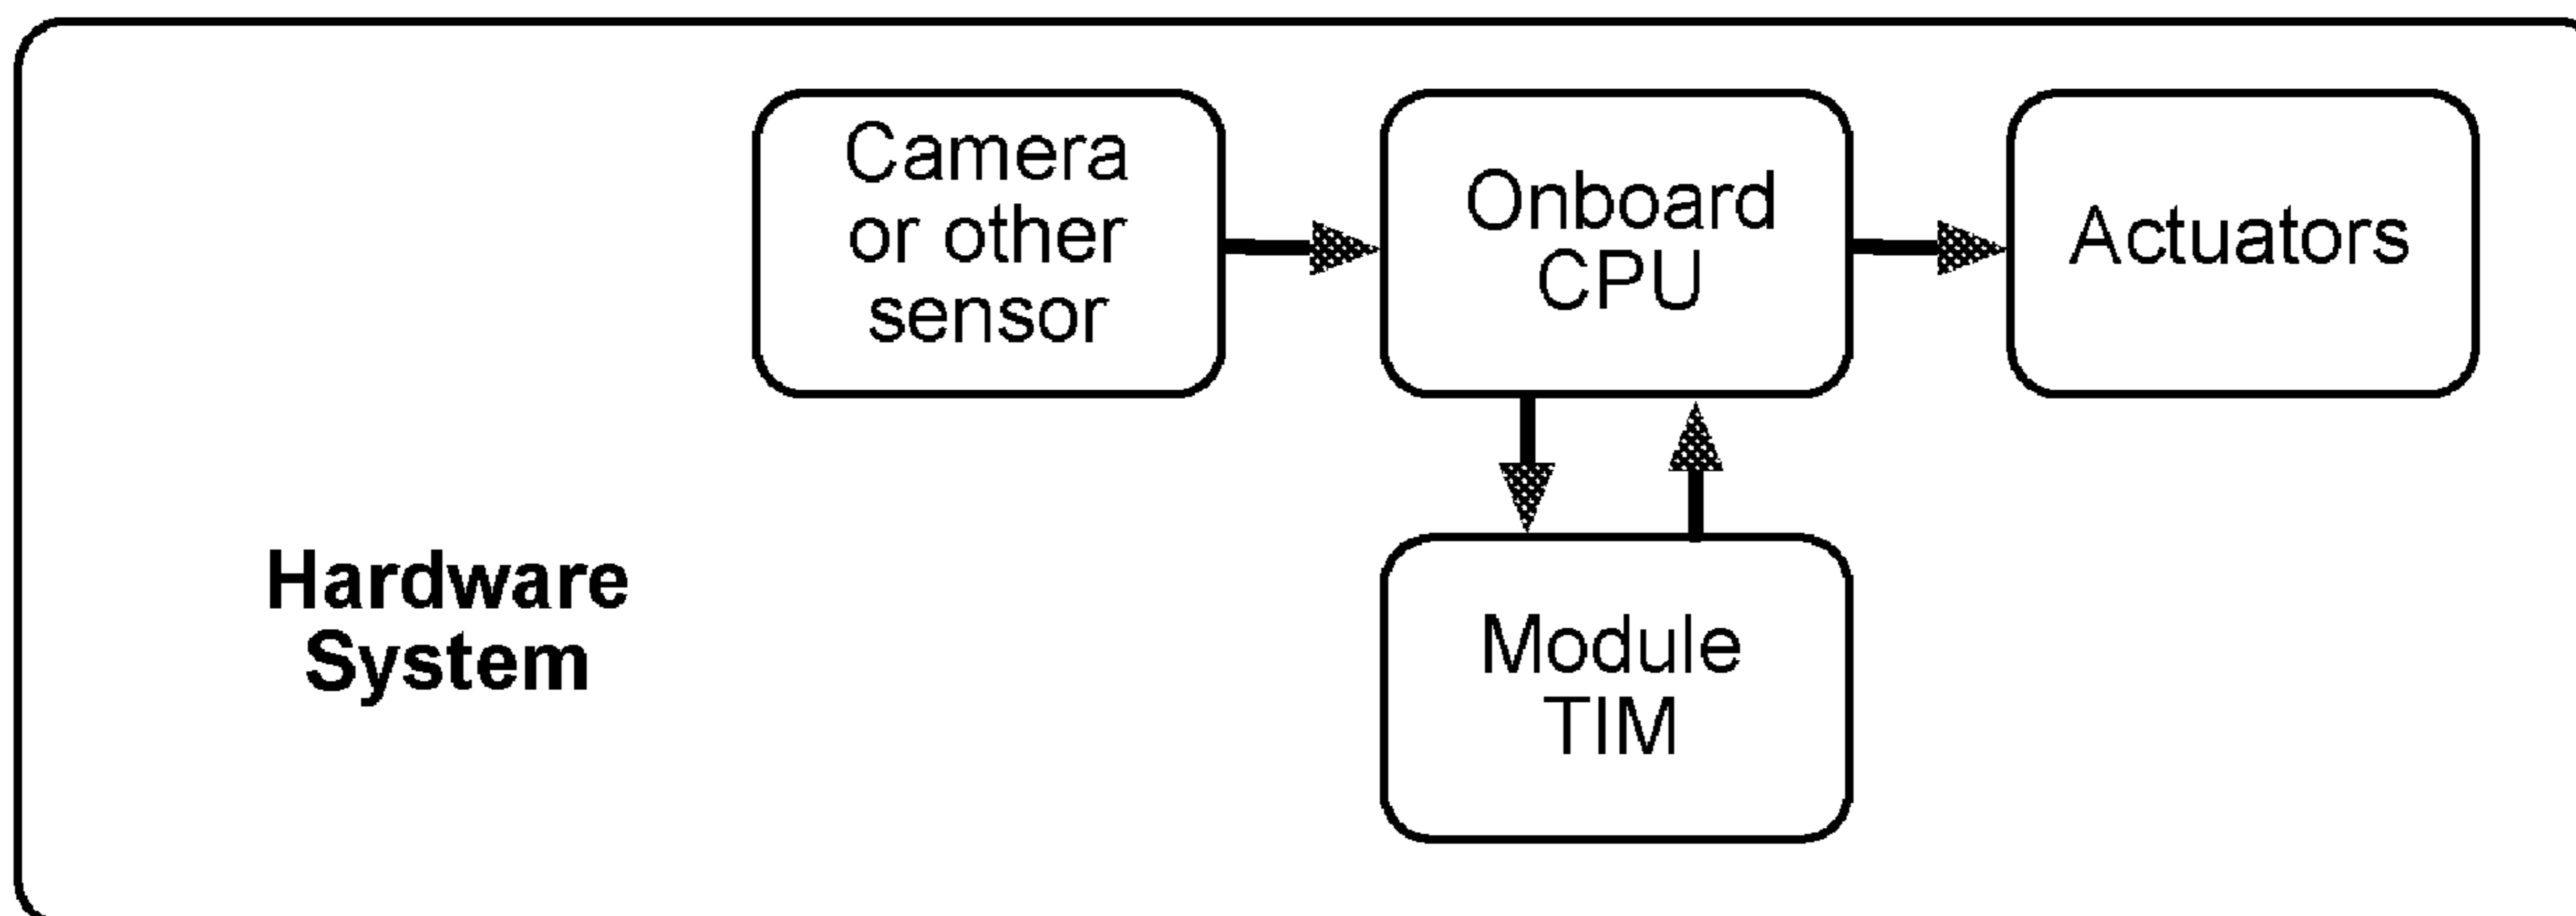 Camera
or other
sensor
Onboard
CPU
Actuators
Hardware
System
Module
TIM